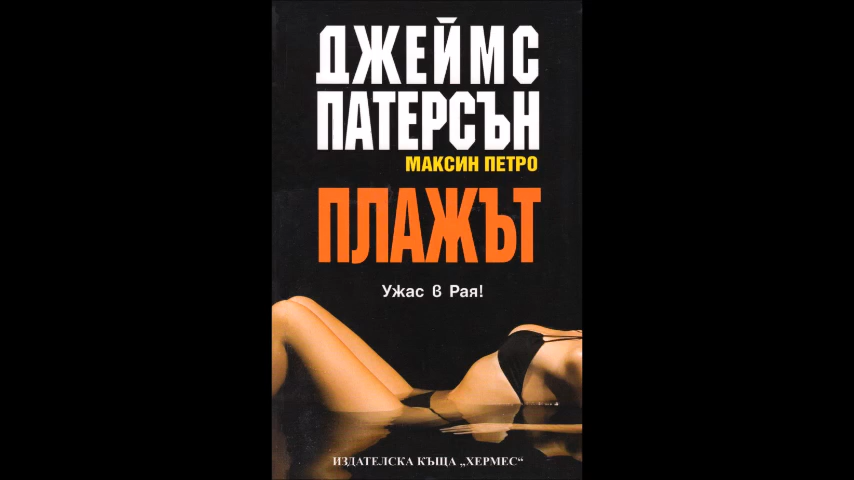 ДЖЕЙМС
ПАТЕРСЪН
МАКСИН ПЕТРО
ПЛАЖЪТ
Ужас в Рая!
ИЗДАТЕЛСКА КЪЩА „ХЕРМЕС“